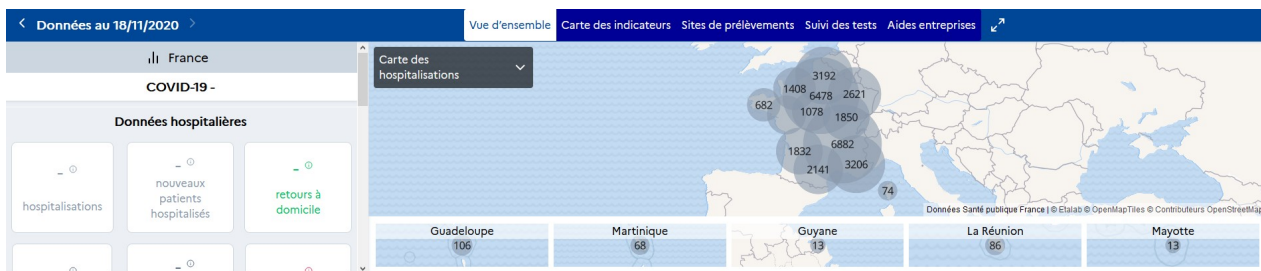 < Données au 18/11/2020 >
Vue d'ensemble Carte des indicateurs Sites de prélèvements Suivi des tests Aides entreprises
France
COVID-19 -
Données hospitalières
-
hospitalisations
-
nouveaux
patients
hospitalisés
-
retours à
domicile
-
Carte des
hospitalisations
3192
1408
6478
2621
682
1078
1850
1832
6882
2141
3206
74
Données Santé publique France | © Etalab © OpenMapTiles © Contributeurs OpenStreetMap
Guadeloupe
106
Martinique
68
Guyane
13
La Réunion
86
Mayotte
13